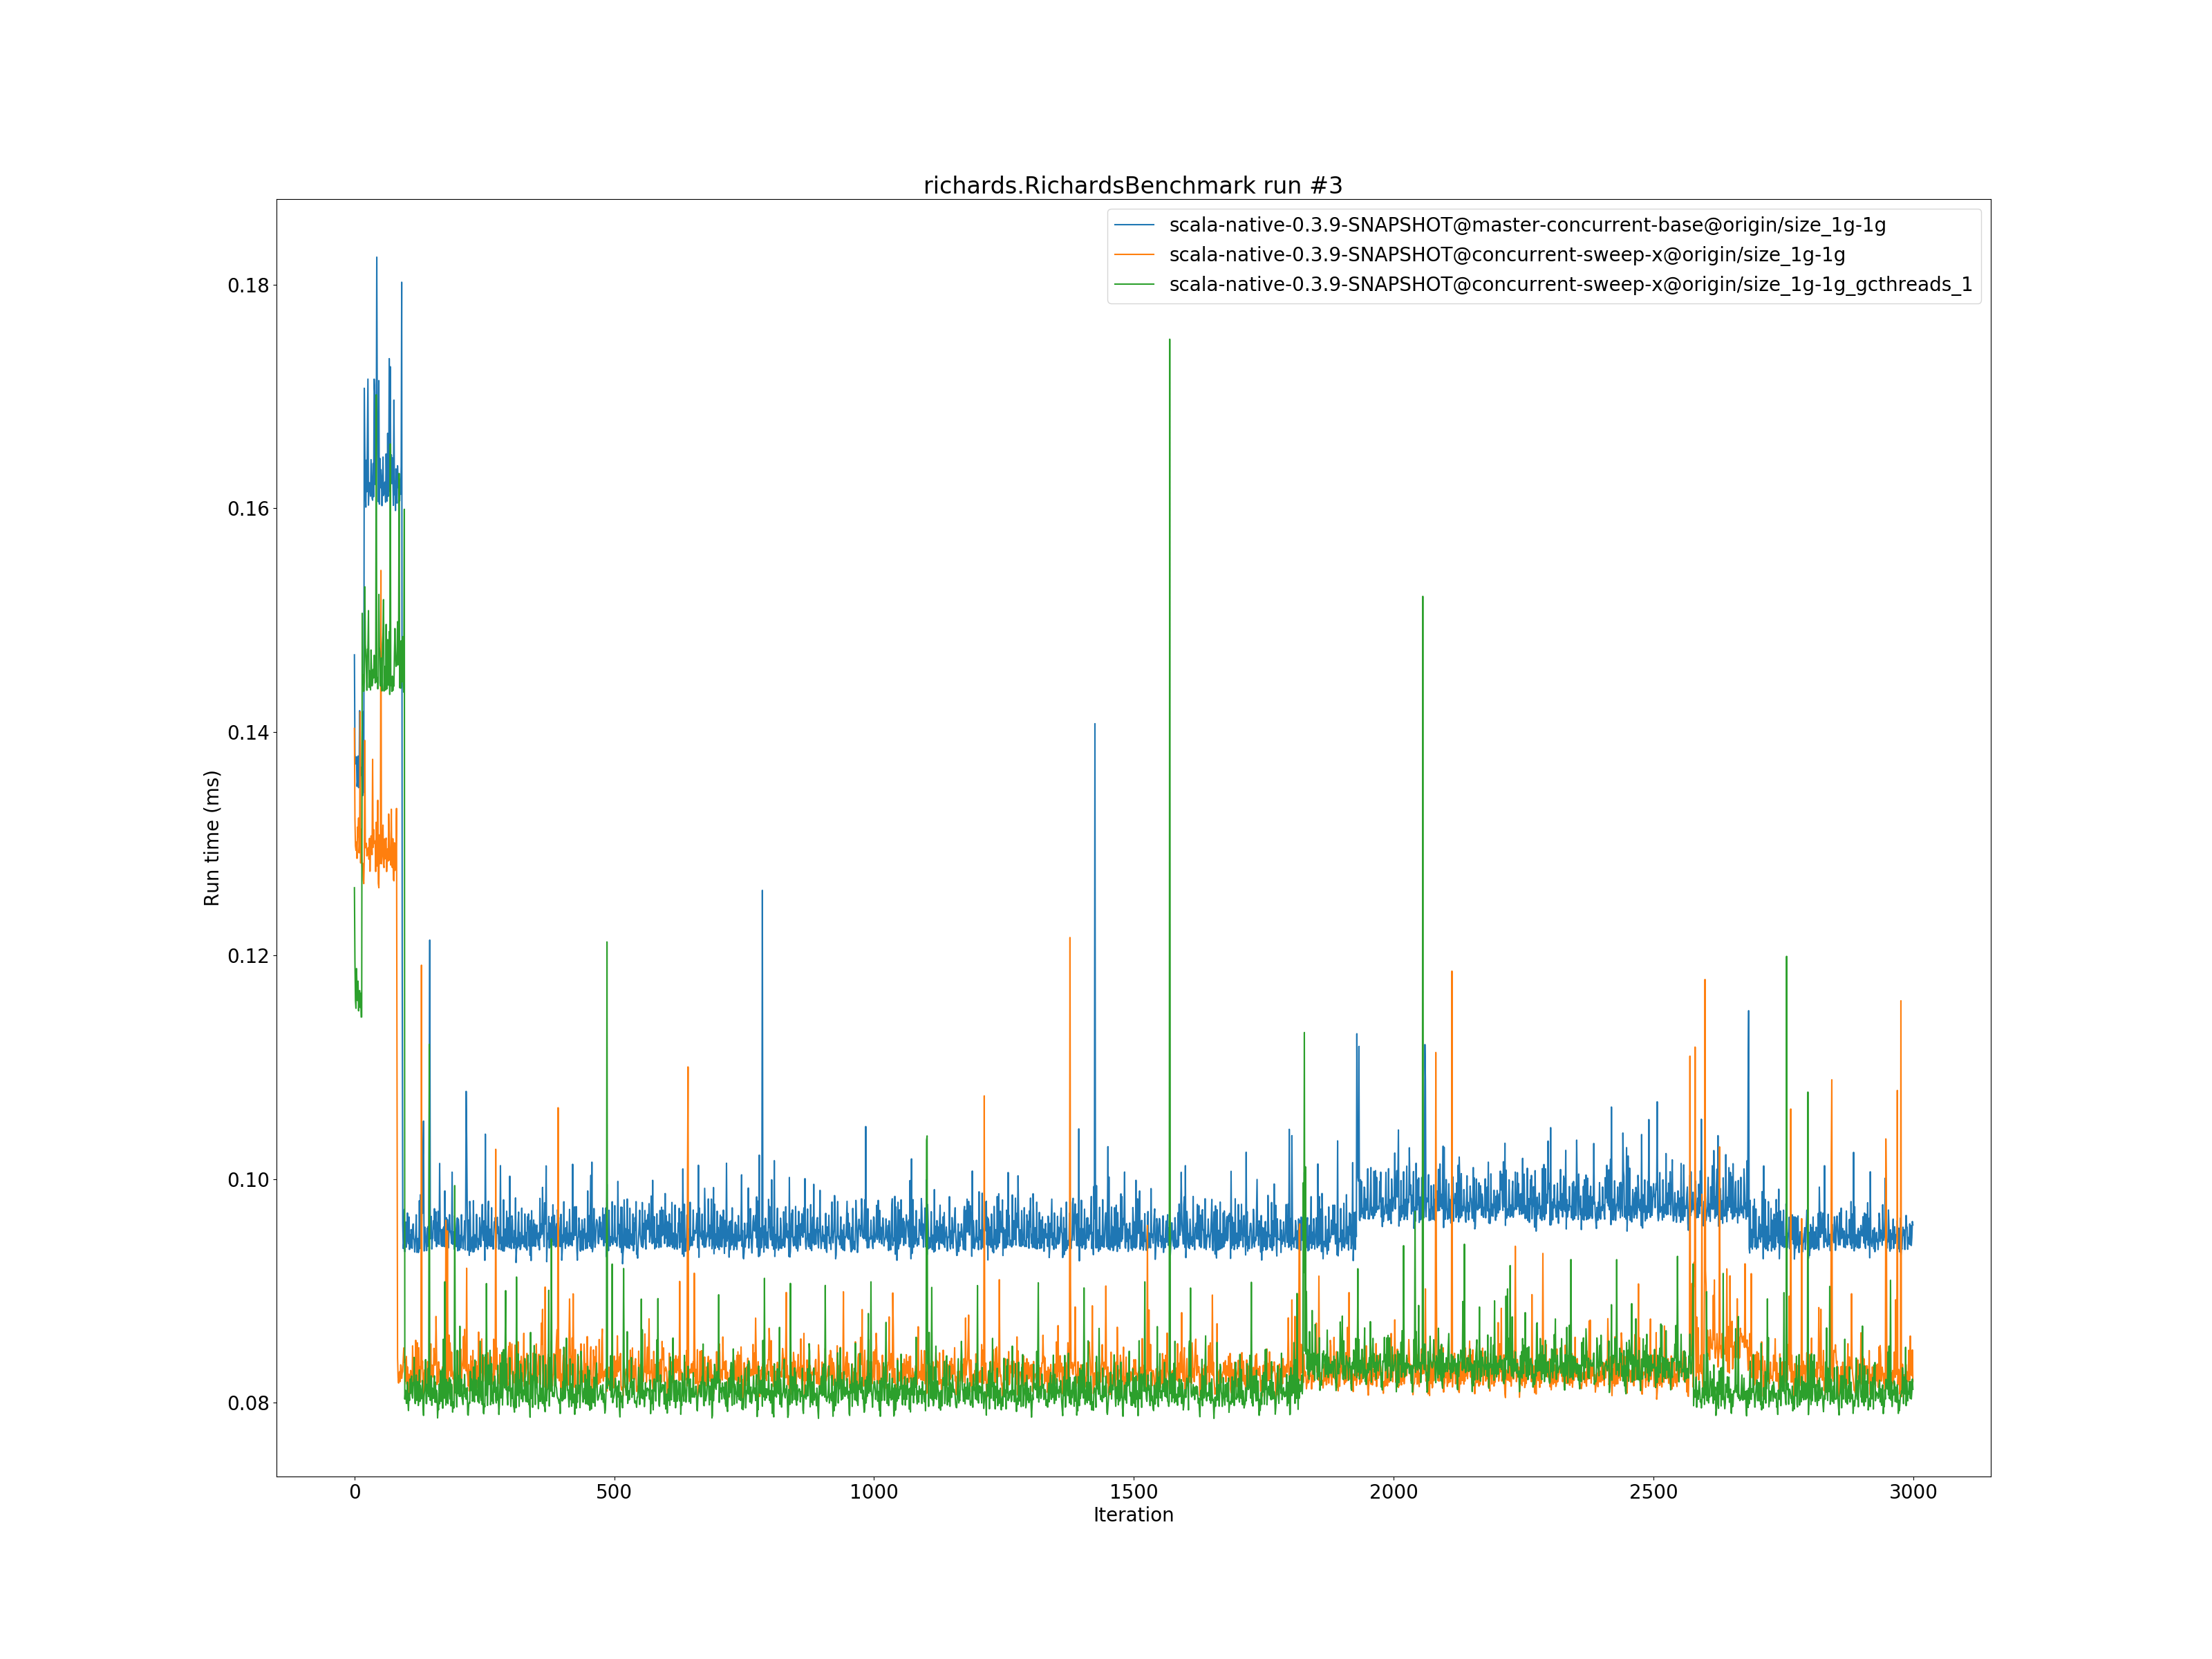 richards.RichardsBenchmark run #3
scala-native-0.3.9-SNAPSHOT@master-concurrent-base@origin/size_1g-1g
scala-native-0.3.9-SNAPSHOT@concurrent-sweep-x@origin/size_1g-1g
scala-native-0.3.9-SNAPSHOT@concurrent-sweep-x@origin/size_1g-1g_gcthreads_1
Run time (ms)
0.18
0.16
0.14
0.12
0.10
0.08
0 500 1000 1500 2000 2500 3000
Iteration